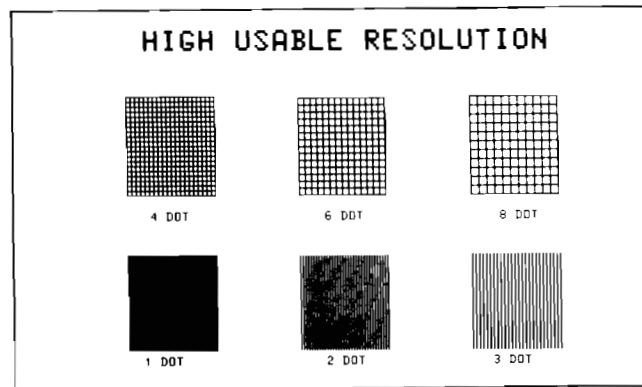 HIGH USABLE RESOLUTION
4 DOT 6 DOT 8 DOT
1 DOT 2 DOT 3 DOT